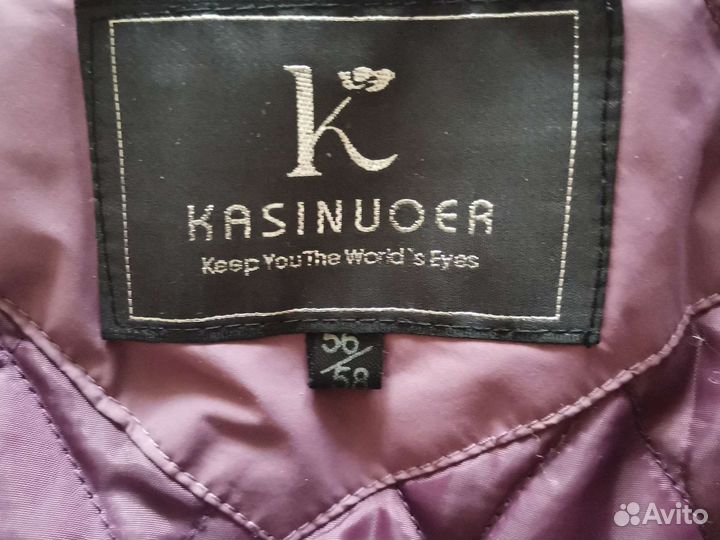 K
KASINUOER
Keep You The World's Eyes
56/58
Avito